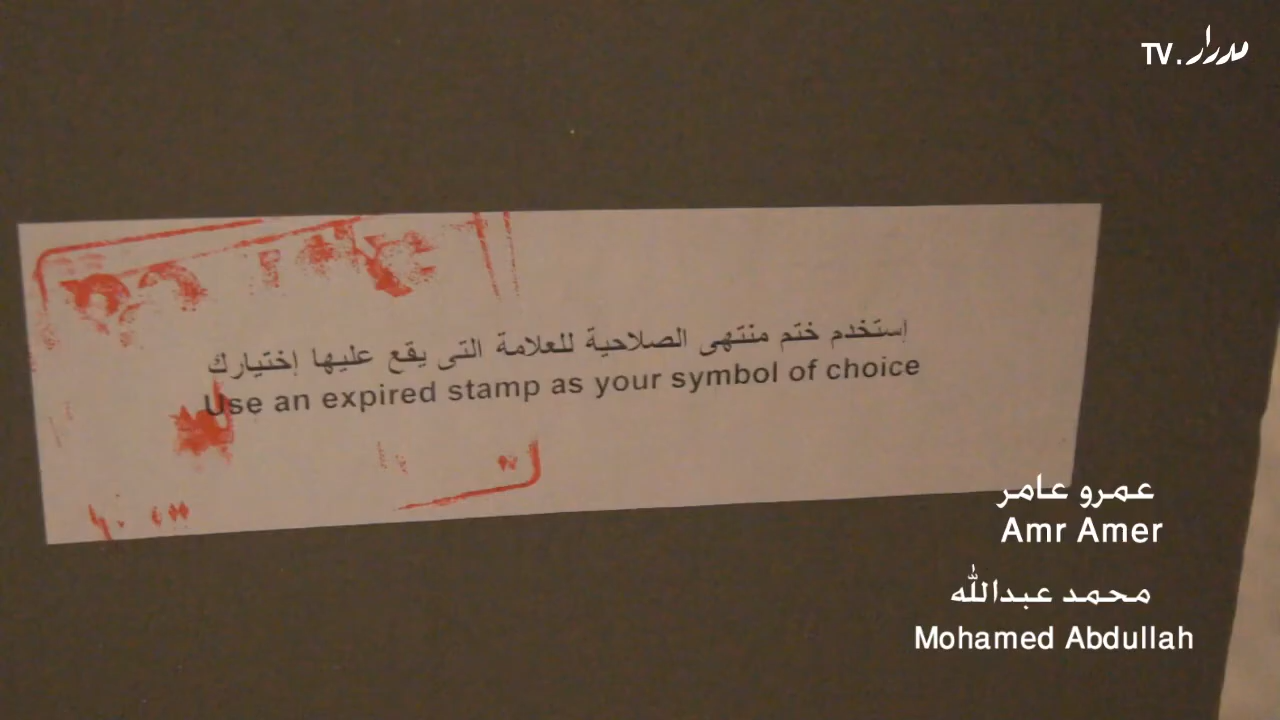 مدرار.TV
إستخدم ختم منتهى الصلاحية للعلامة التى يقع عليها إختيارك
Use an expired stamp as your symbol of choice
عمرو عامر
Amr Amer
محمد عبدالله
Mohamed Abdullah